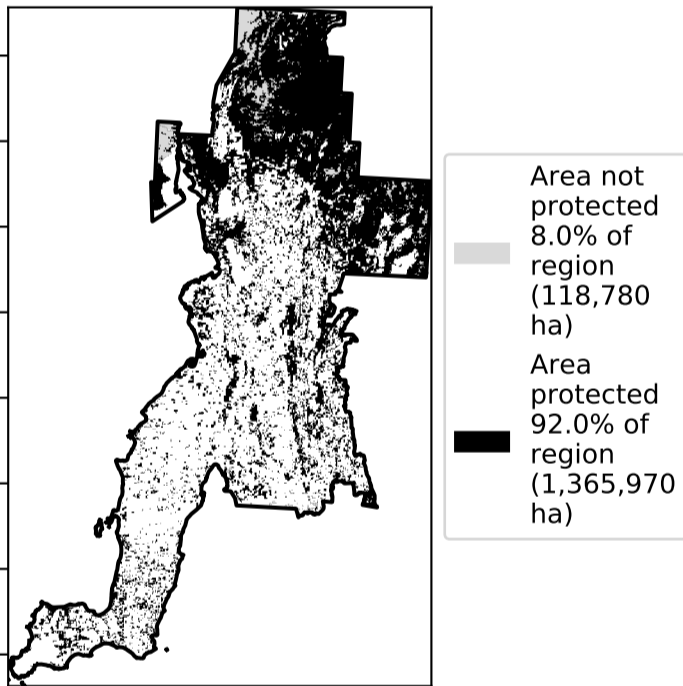 Area not
protected
8.0% of
region
(118,780
ha)
Area
protected
92.0% of
region
(1,365,970
ha)